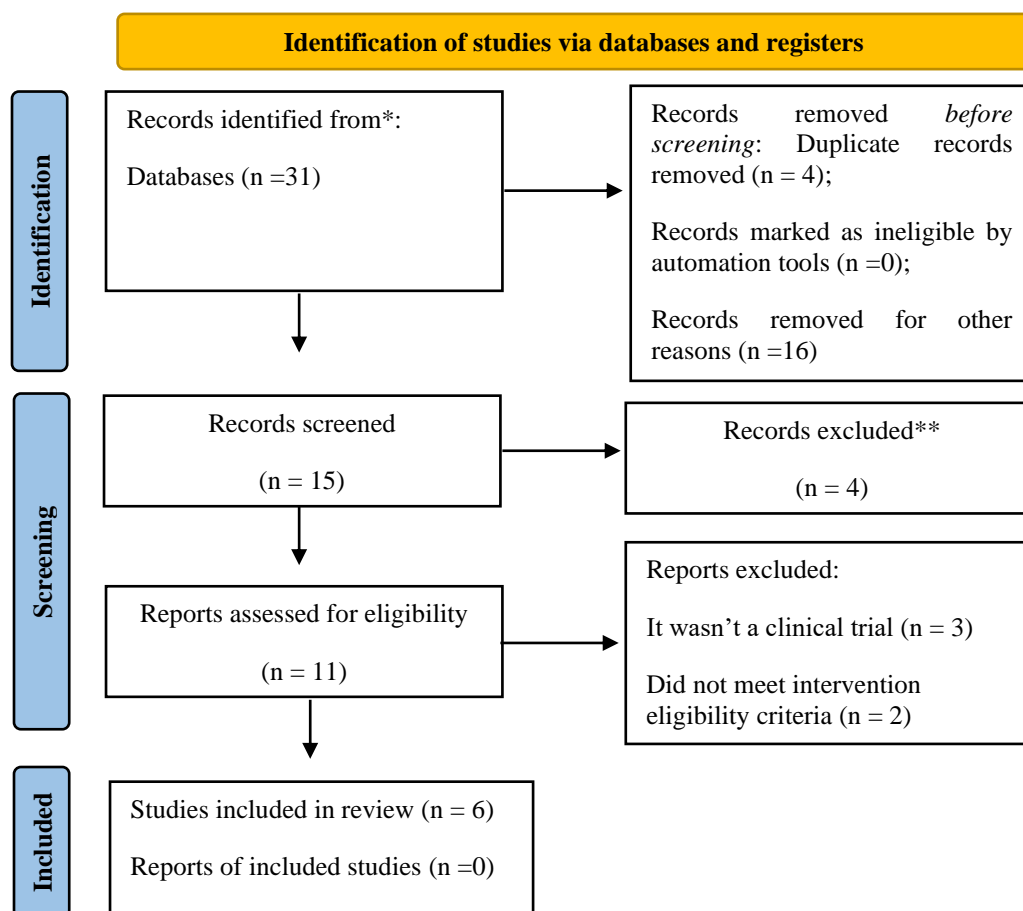 Identification of studies via databases and registers
Identification
Records identified from*:
Databases (n =31)
Records removed before
screening: Duplicate records
removed (n = 4);
Records marked as ineligible by
automation tools (n =0);
Records removed for other
reasons (n =16)
Screening
Records screened
(n = 15)
Records excluded**
(n = 4)
Reports assessed for eligibility
(n = 11)
Reports excluded:
It wasn’t a clinical trial (n = 3)
Did not meet intervention
eligibility criteria (n = 2)
Included
Studies included in review (n = 6)
Reports of included studies (n =0)